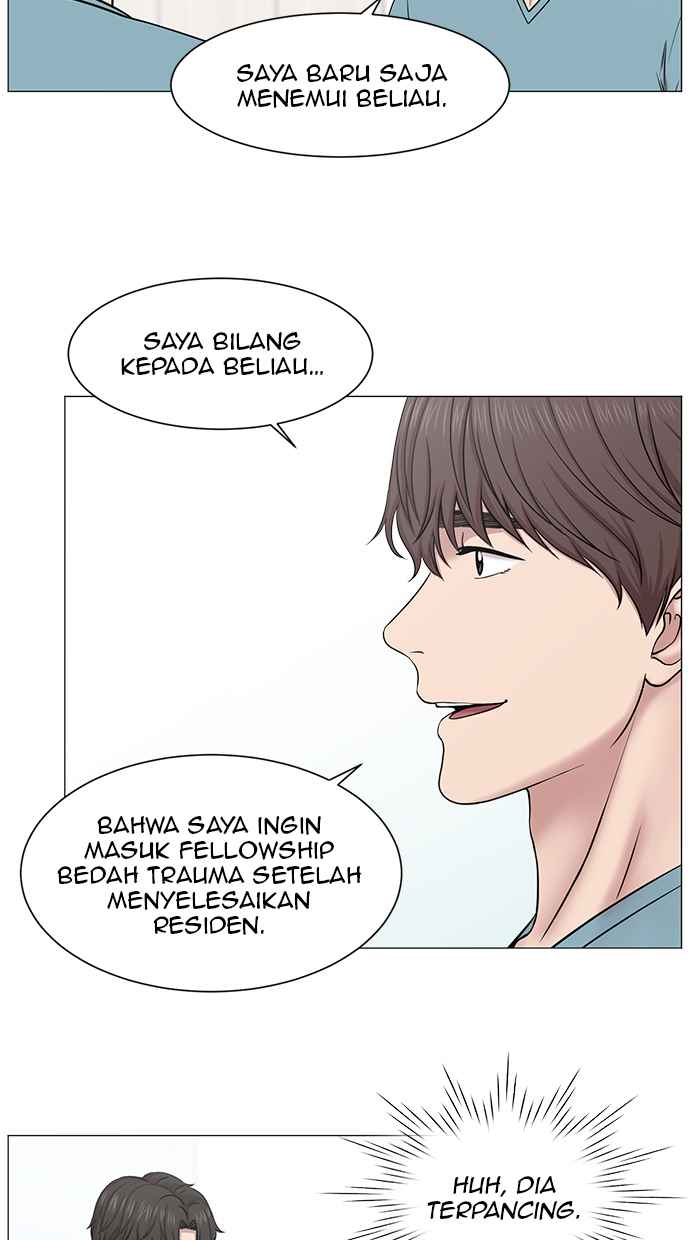 SAYA BARU SAJA
MENEMUI BELIAU.
SAYA BILANG
KEPADA BELIAU...
BAHWA SAYA INGIN
MASUK FELLOWSHIP
BEDAH TRAUMA SETELAH
MENYELESAIKAN
RESIDEN.
HUH, DIA
TERPANCING.